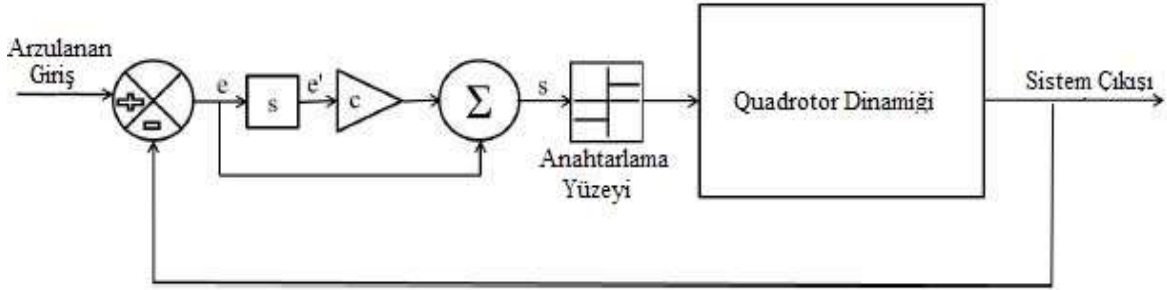 Arzulanan
Giriş
e
s
e'
c
Σ
s
Anahtarlama
Yüzeyi
Quadrotor Dinamiği
Sistem Çıkışı